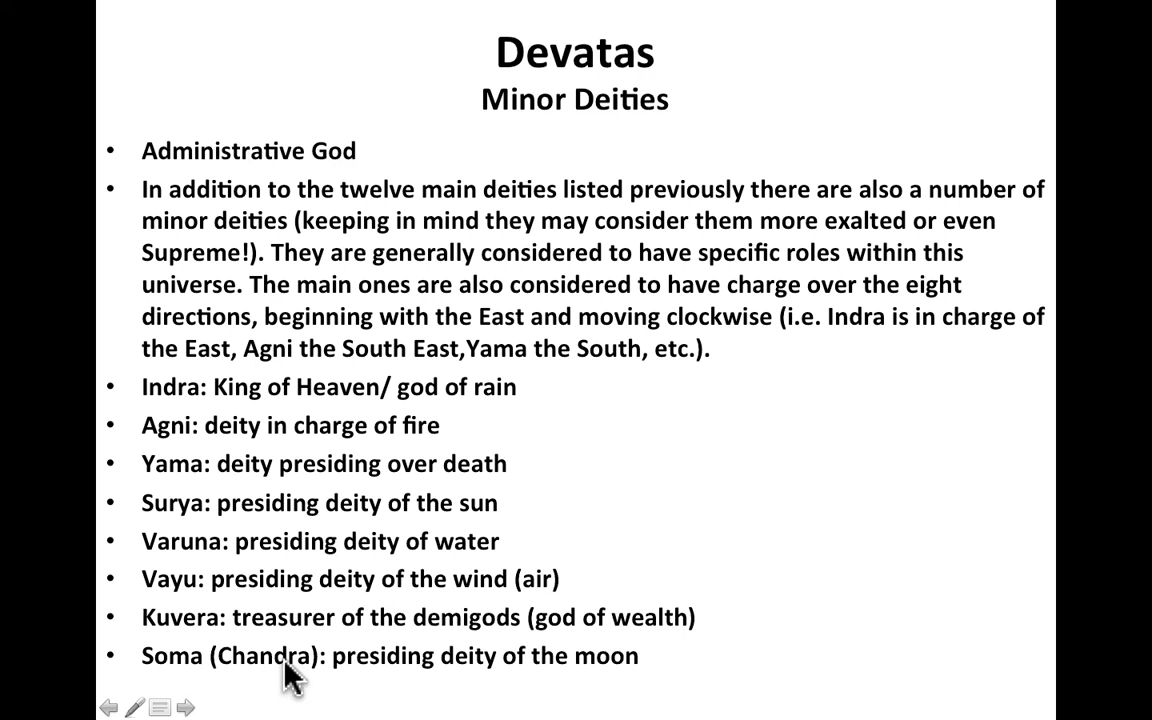 Devatas
Minor Deities
• Administrative God
• In addition to the twelve main deities listed previously there are also a number of
minor deities (keeping in mind they may consider them more exalted or even
Supreme!). They are generally considered to have specific roles within this
universe. The main ones are also considered to have charge over the eight
directions, beginning with the East and moving clockwise (i.e. Indra is in charge of
the East, Agni the South East,Yama the South, etc.).
• Indra: King of Heaven/ god of rain
• Agni: deity in charge of fire
• Yama: deity presiding over death
• Surya: presiding deity of the sun
• Varuna: presiding deity of water
• Vayu: presiding deity of the wind (air)
• Kuvera: treasurer of the demigods (god of wealth)
• Soma (Chandra): presiding deity of the moon